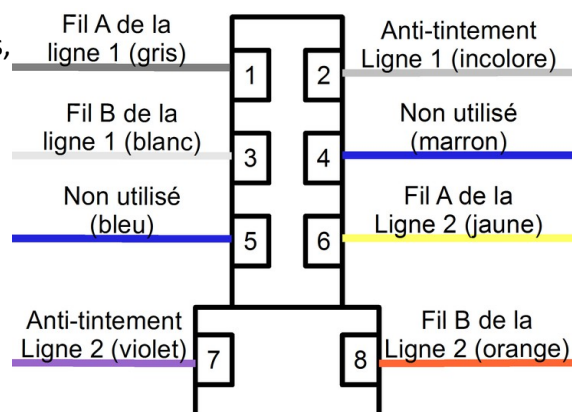 s,
Fil A de la
ligne 1 (gris)
1
2
Anti-tintement
Ligne 1 (incolore)
Fil B de la
ligne 1 (blanc)
3
4
Non utilisé
(marron)
Non utilisé
(bleu)
5
6
Fil A de la
Ligne 2 (jaune)
Anti-tintement
Ligne 2 (violet)
7
8
Fil B de la
Ligne 2 (orange)